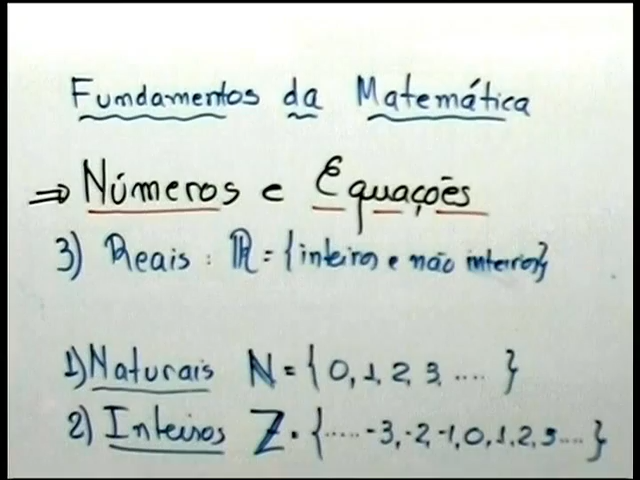 Fundamentos da Matemática
⇒ Números e Equações
3) Reais : ℝ = {inteiros e não inteiros}
1) Naturais N = { 0, 1, 2, 3, .... }
2) Inteiros Z = {..... -3, -2, -1, 0, 1, 2, 3.... }